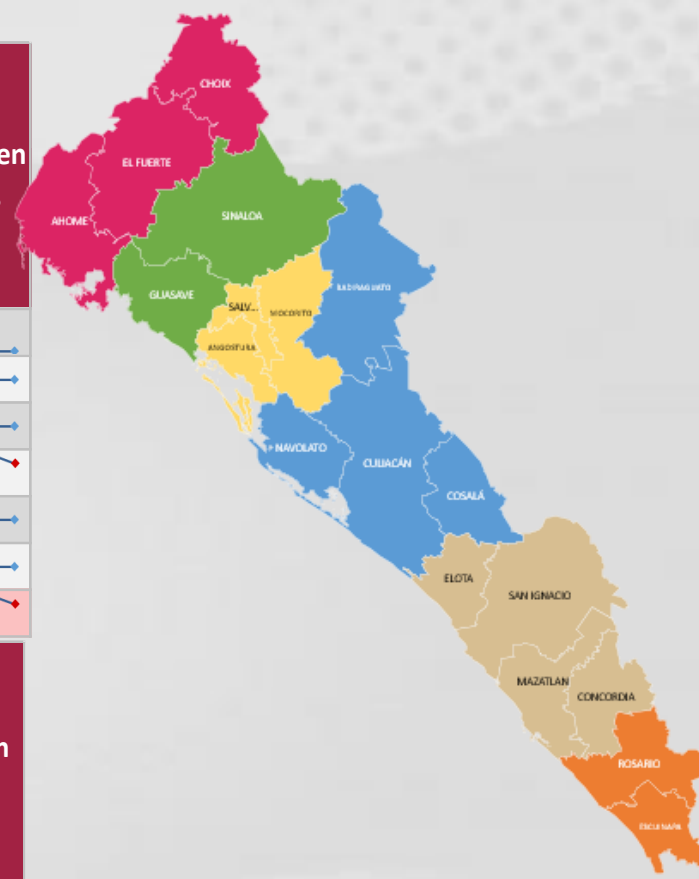 CHOIX
en
EL FUERTE
SINALOA
AHOME
BADIRAGUATO
GUASAVE
SALV...
MOCORITO
ANGOSTURA
NAVOLATO
CULIACÁN
COSALÁ
ELOTA
SAN IGNACIO
MAZATLAN
CONCORDIA
n
ROSARIO
ESCUINAPA